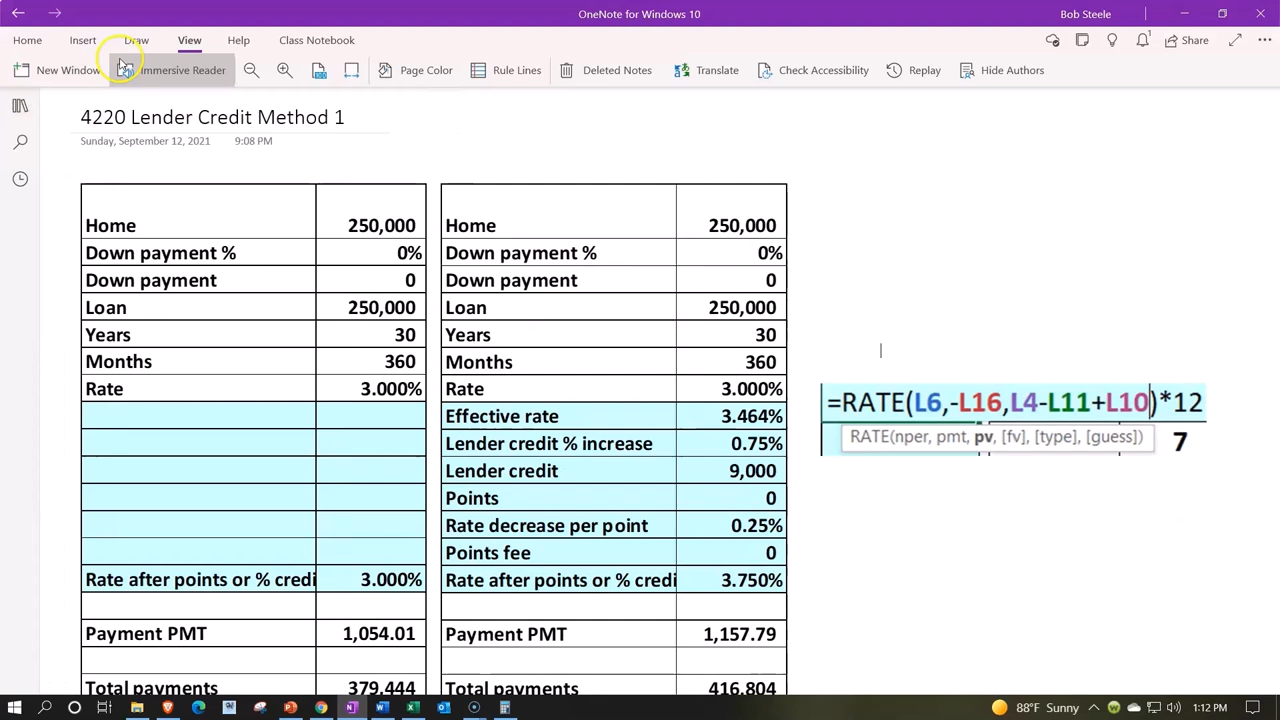 OneNote for Windows 10
Bob Steele
Home Insert Draw View Help Class Notebook
Share
New Window Immersive Reader Page Color Rule Lines Deleted Notes Translate Check Accessibility Replay Hide Authors
4220 Lender Credit Method 1
Sunday, September 12, 2021 9:08 PM
Home 250,000 Home 250,000
Down payment % 0% Down payment % 0%
Down payment 0 Down payment 0
Loan 250,000 Loan 250,000
Years 30 Years 30
Months 360 Months 360
Rate 3.000% Rate 3.000%
=RATE(L6,-L16,L4-L11+L10)*12
Effective rate 3.464%
RATE(nper, pmt, pv, [fv], [type], [guess])
7
Lender credit % increase 0.75%
Lender credit 9,000
Points 0
Rate decrease per point 0.25%
Points fee 0
Rate after points or % credi 3.000% Rate after points or % credi 3.750%
Payment PMT 1,054.01 Payment PMT 1,157.79
Total payments 379,444 Total payments 416,804
88°F Sunny 1:12 PM